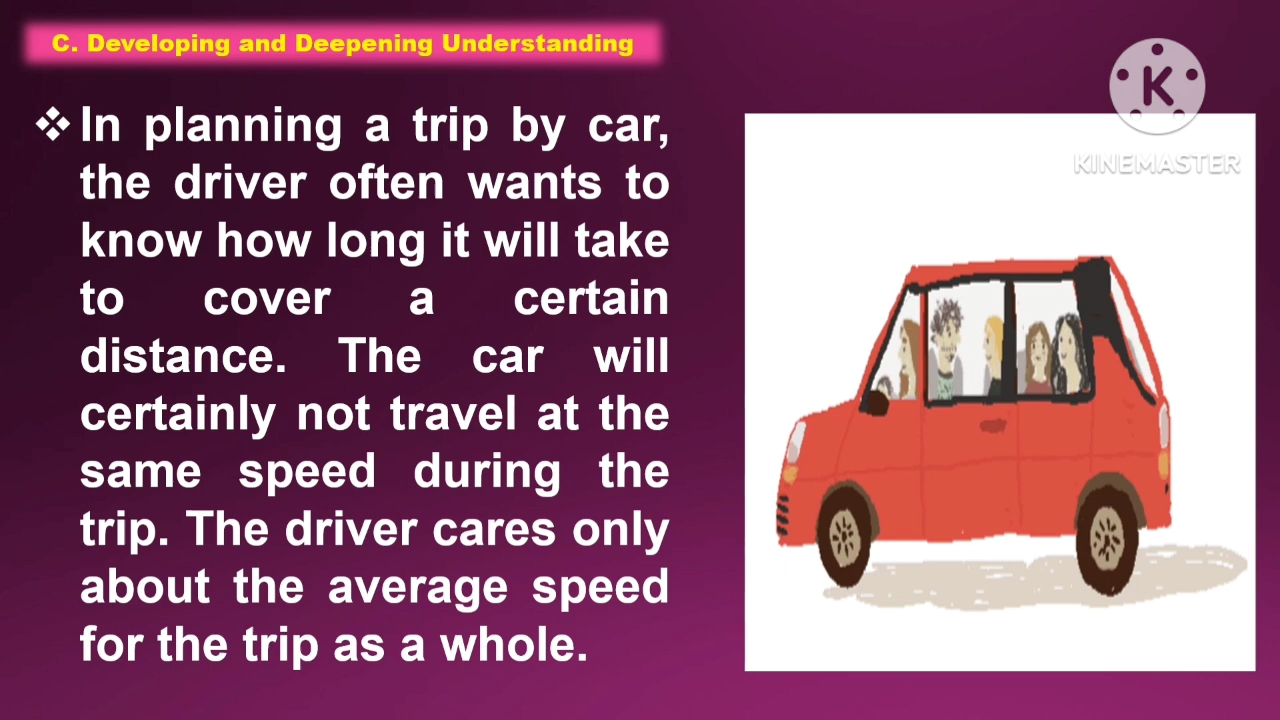 C. Developing and Deepening Understanding
❖ In planning a trip by car,
the driver often wants to
know how long it will take
to cover a certain
distance. The car will
certainly not travel at the
same speed during the
trip. The driver cares only
about the average speed
for the trip as a whole.
K
KINEMASTER